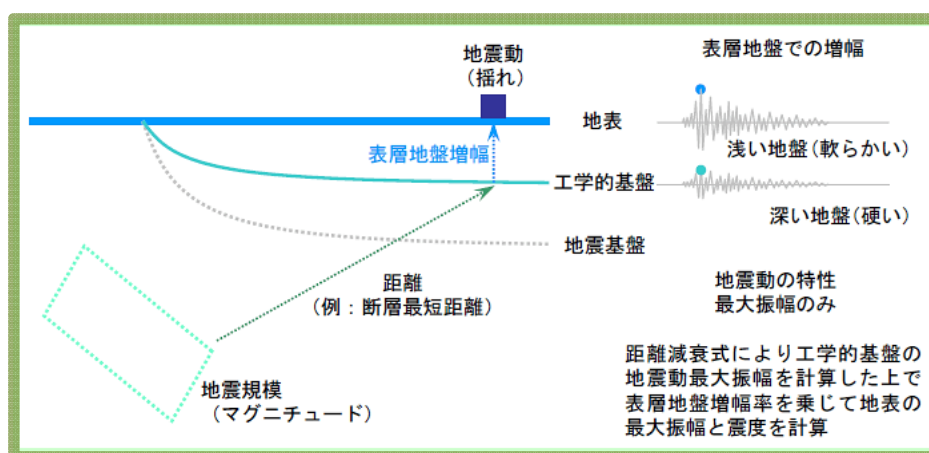 地震動
（揺れ）
表層地盤での増幅
地表
表層地盤増幅
浅い地盤（軟らかい）
工学的基盤
深い地盤（硬い）
地震基盤
距離
（例：断層最短距離）
地震動の特性
最大振幅のみ
地震規模
（マグニチュード）
距離減衰式により工学的基盤の
地震動最大振幅を計算した上で
表層地盤増幅率を乗じて地表の
最大振幅と震度を計算